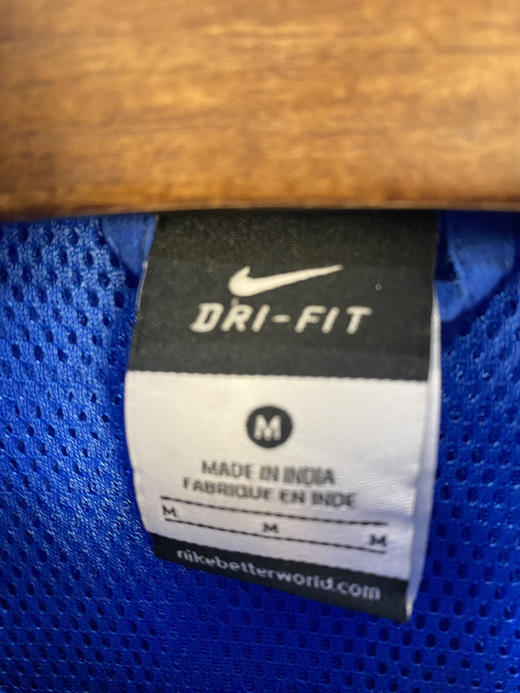 DRI-FIT
M
MADE IN INDIA
FABRIQUE EN INDE
M M M
nikebetterworld.com